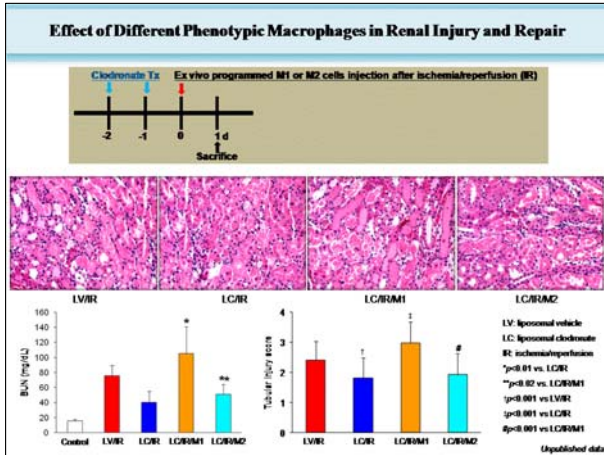 Effect of Different Phenotypic Macrophages in Renal Injury and Repair
Clodronate Tx
Ex vivo programmed M1 or M2 cells injection after ischemia/reperfusion (IR)
-2
-1
0
1 d
Sacrifice
LV/IR
LC/IR
LC/IR/M1
LC/IR/M2
BUN (mg/dL)
160
140
120
100
80
60
40
20
0
*
**
Control
LV/IR
LC/IR
LC/IR/M1
LC/IR/M2
Tubular injury score
4
3
2
1
0
†
‡
#
LV/IR
LC/IR
LC/IR/M1
LC/IR/M2
LV: liposomal vehicle
LC: liposomal clodronate
IR: ischemia/reperfusion
*p<0.01 vs. LC/IR
**p<0.02 vs. LC/IR/M1
†p<0.001 vs LV/IR
‡p<0.001 vs LC/IR
#p<0.001 vs LC/IR/M1
Unpublished data